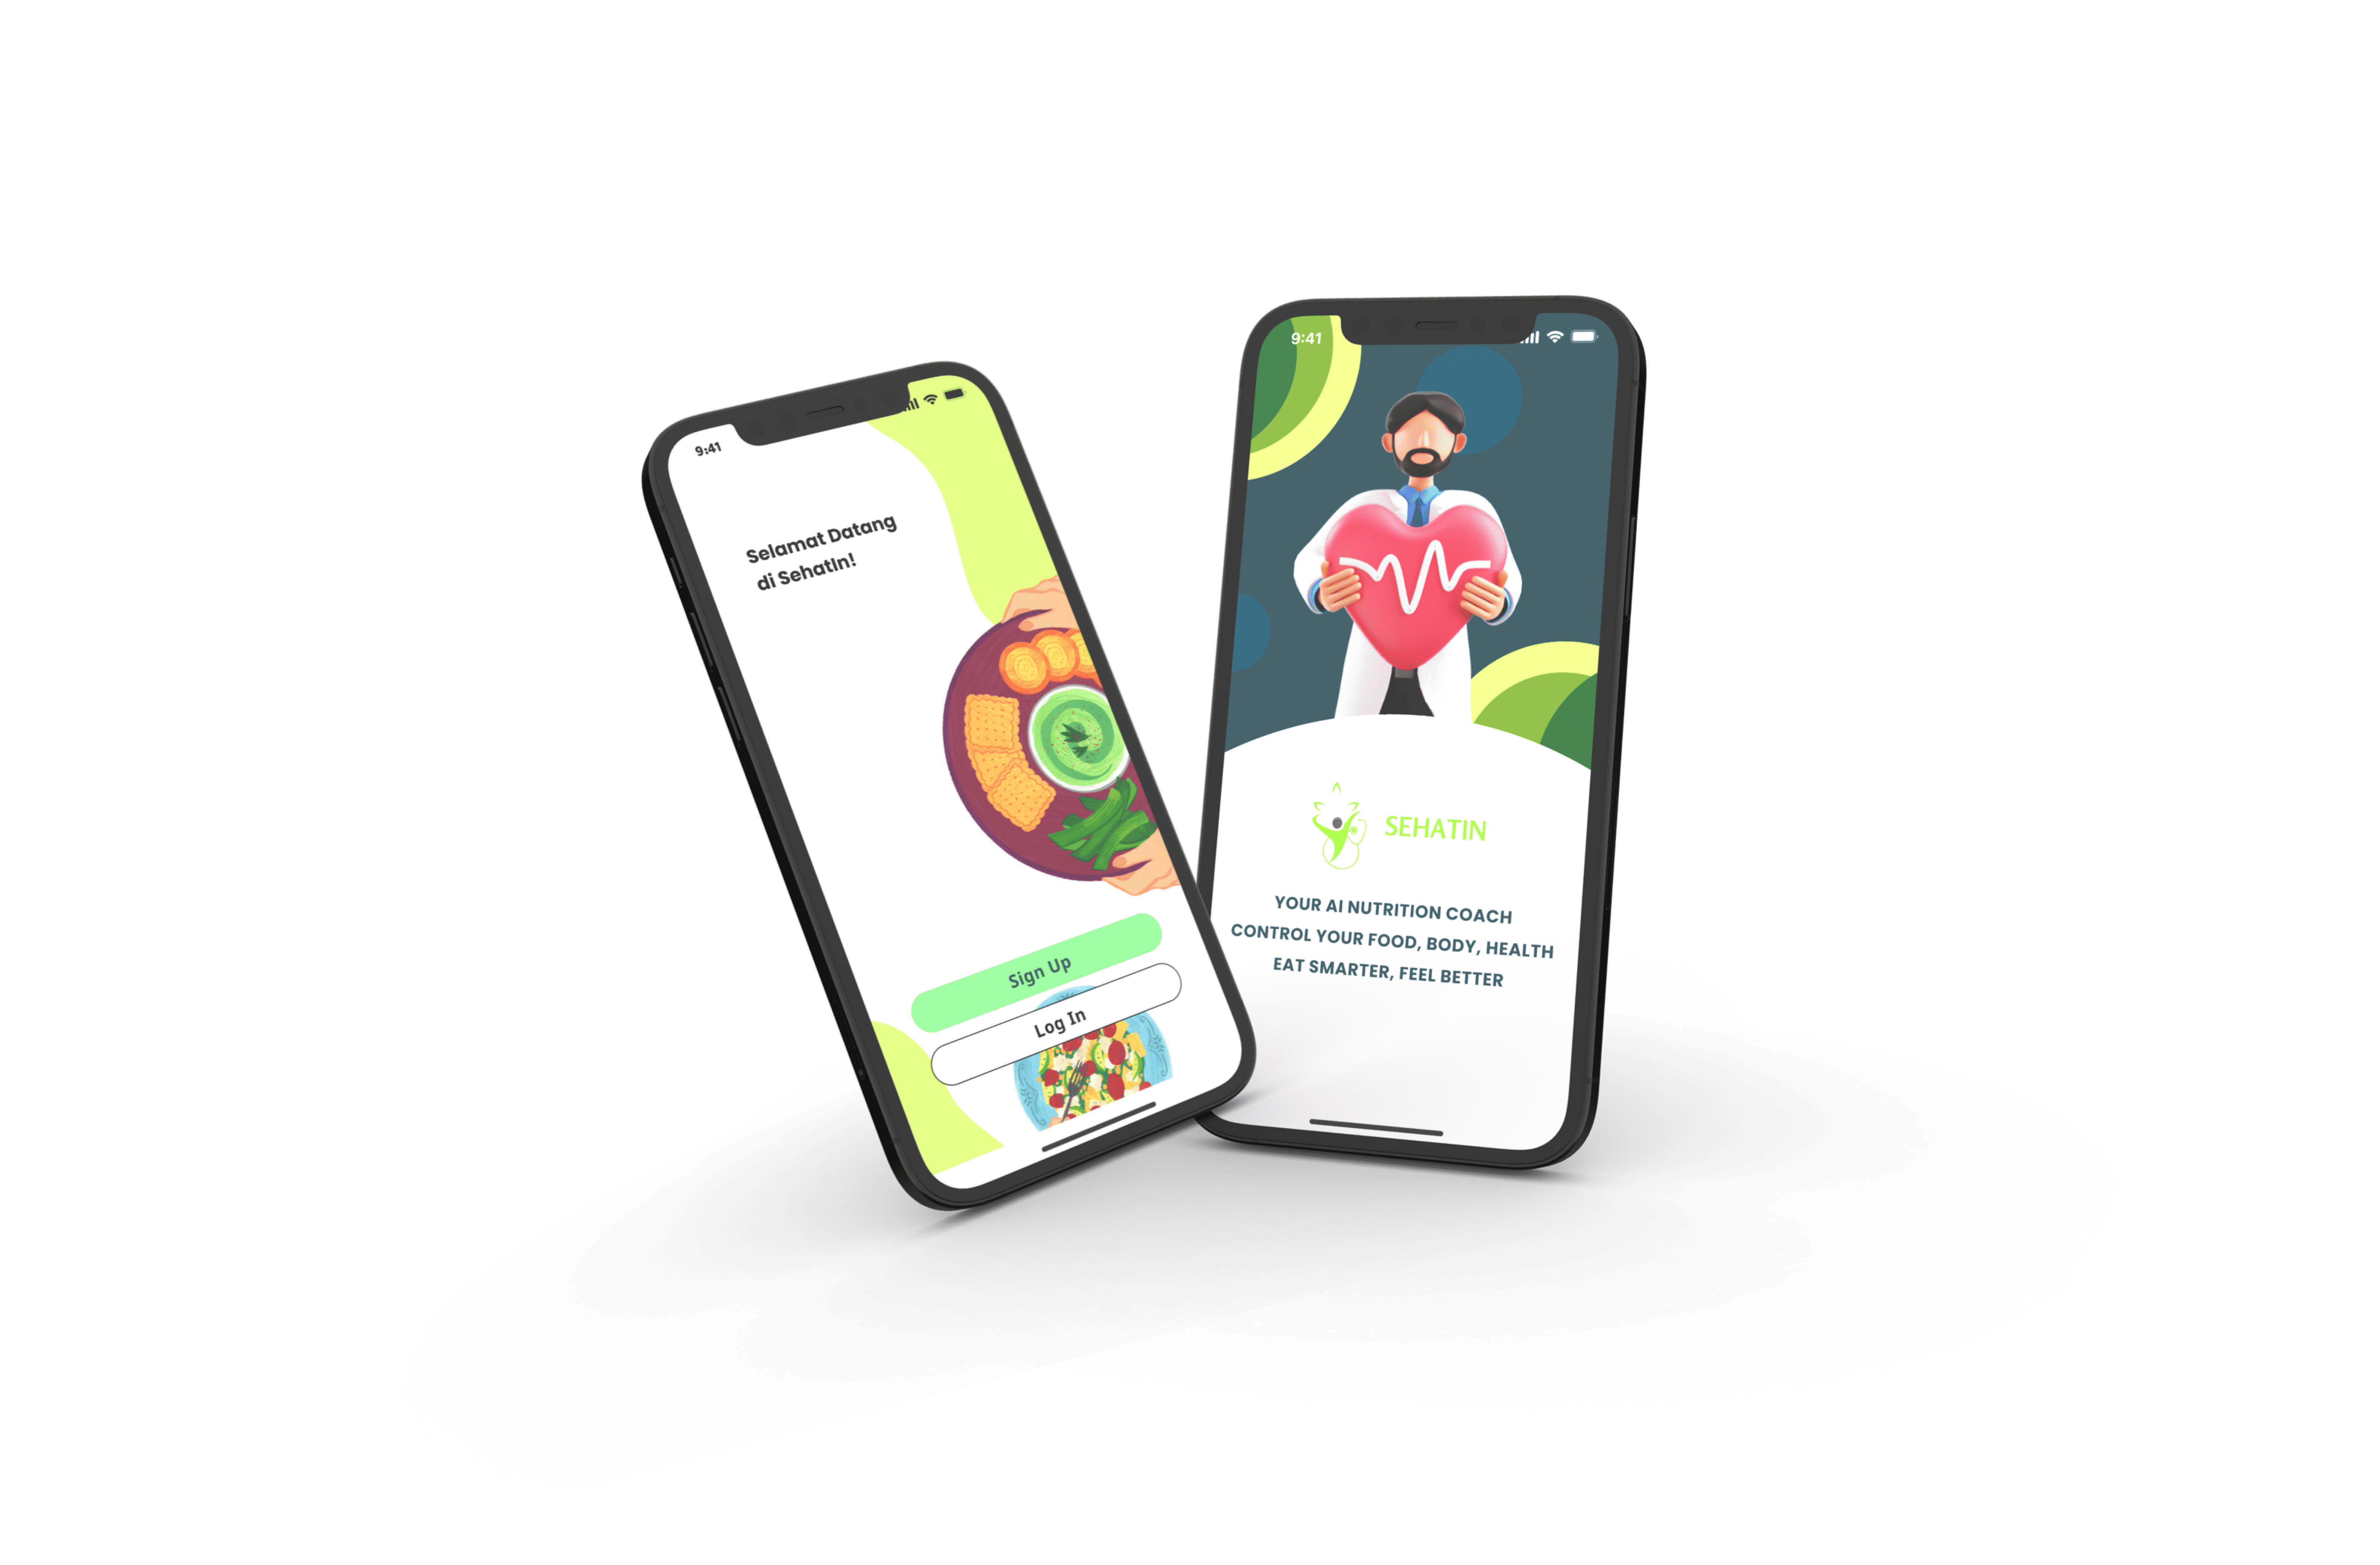 9:41
Selamat Datang
di SehatIn!
Sign Up
Log In
9:41
SEHATIN
YOUR AI NUTRITION COACH
CONTROL YOUR FOOD, BODY, HEALTH
EAT SMARTER, FEEL BETTER